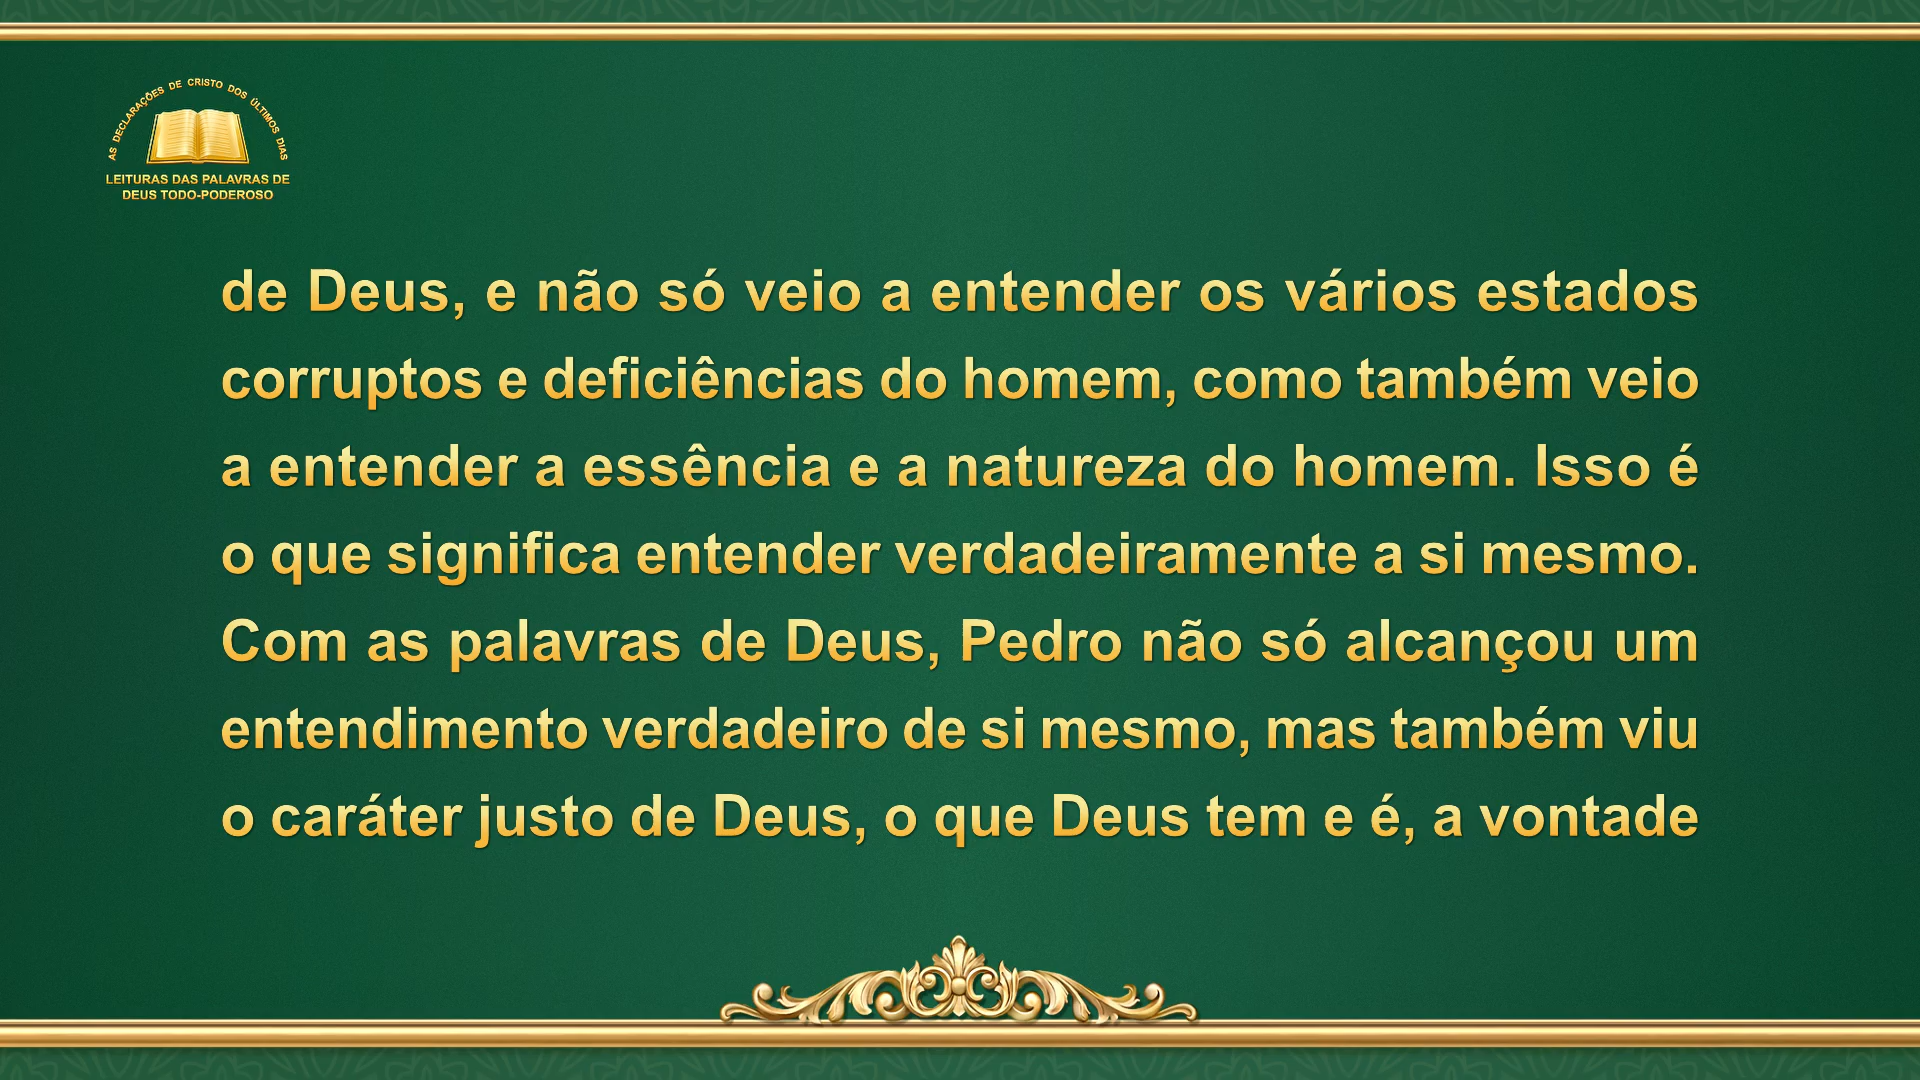 AS DECLARAÇÕES DE CRISTO DOS ÚLTIMOS DIAS
LEITURAS DAS PALAVRAS DE
DEUS TODO-PODEROSO
de Deus, e não só veio a entender os vários estados
corruptos e deficiências do homem, como também veio
a entender a essência e a natureza do homem. Isso é
o que significa entender verdadeiramente a si mesmo.
Com as palavras de Deus, Pedro não só alcançou um
entendimento verdadeiro de si mesmo, mas também viu
o caráter justo de Deus, o que Deus tem e é, a vontade